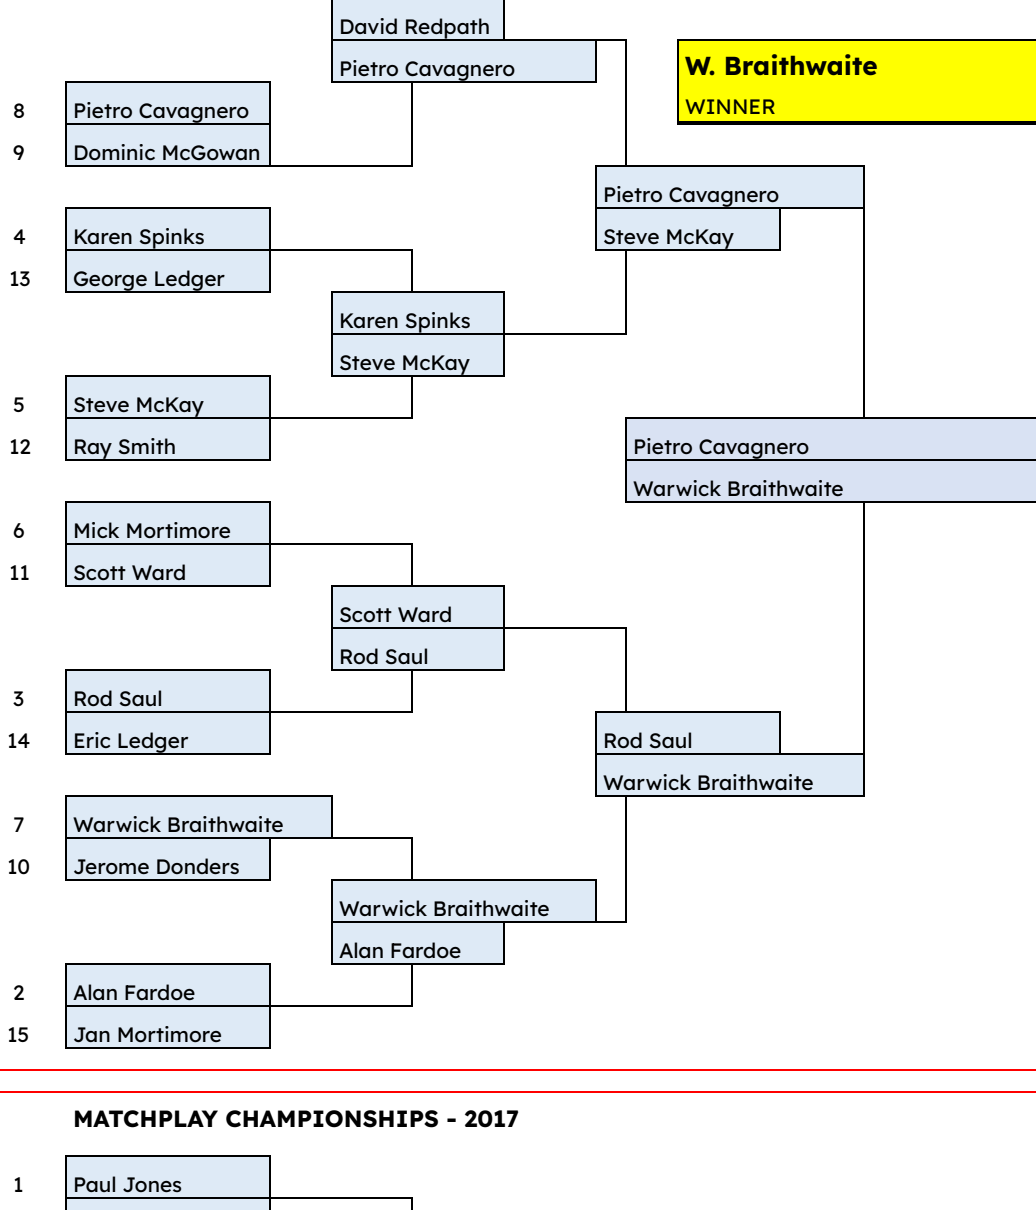 David Redpath
Pietro Cavagnero
W. Braithwaite
WINNER
8 Pietro Cavagnero
9 Dominic McGowan
Pietro Cavagnero
4 Karen Spinks
Steve McKay
13 George Ledger
Karen Spinks
Steve McKay
5 Steve McKay
12 Ray Smith
Pietro Cavagnero
Warwick Braithwaite
6 Mick Mortimore
11 Scott Ward
Scott Ward
Rod Saul
3 Rod Saul
14 Eric Ledger
Rod Saul
Warwick Braithwaite
7 Warwick Braithwaite
10 Jerome Donders
Warwick Braithwaite
Alan Fardoe
2 Alan Fardoe
15 Jan Mortimore
MATCHPLAY CHAMPIONSHIPS - 2017
1 Paul Jones